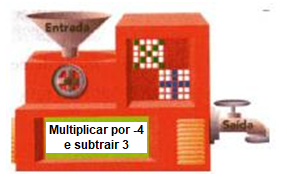 Entrada
Saída
Multiplicar por -4
e subtrair 3